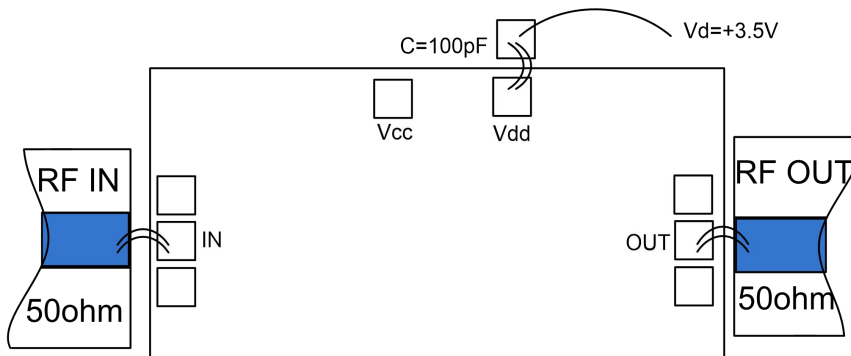 Vd=+3.5V
C=100pF
Vcc
Vdd
RF IN
RF OUT
IN
OUT
50ohm
50ohm